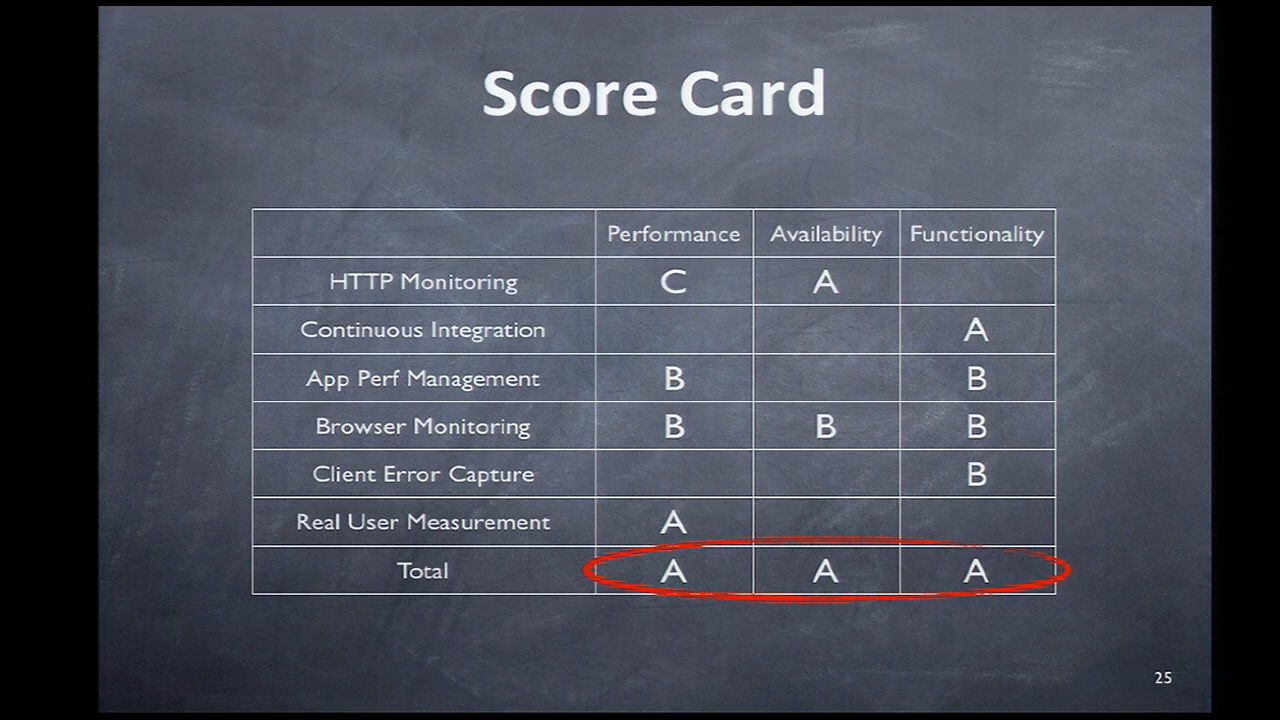 Score Card
Performance Availability Functionality
HTTP Monitoring C A
Continuous Integration A
App Perf Management B B
Browser Monitoring B B B
Client Error Capture B
Real User Measurement A
Total A A A
25